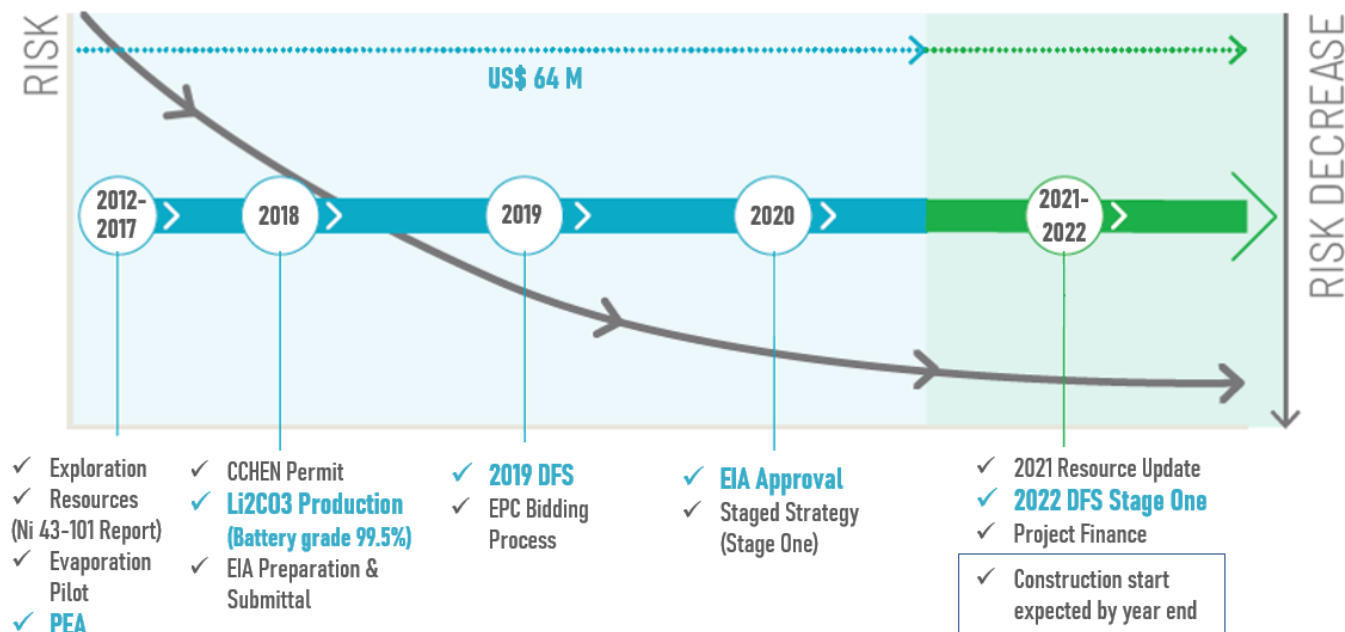 RISK
US$ 64 M
RISK DECREASE
2012-
2017
2018
2019
2020
2021-
2022
✓ Exploration
✓ Resources
(Ni 43-101 Report)
✓ Evaporation
Pilot
✓ PEA
✓ CCHEN Permit
✓ Li2CO3 Production
(Battery grade 99.5%)
✓ EIA Preparation &
Submittal
✓ 2019 DFS
✓ EPC Bidding
Process
✓ EIA Approval
✓ Staged Strategy
(Stage One)
✓ 2021 Resource Update
✓ 2022 DFS Stage One
✓ Project Finance
✓ Construction start
expected by year end